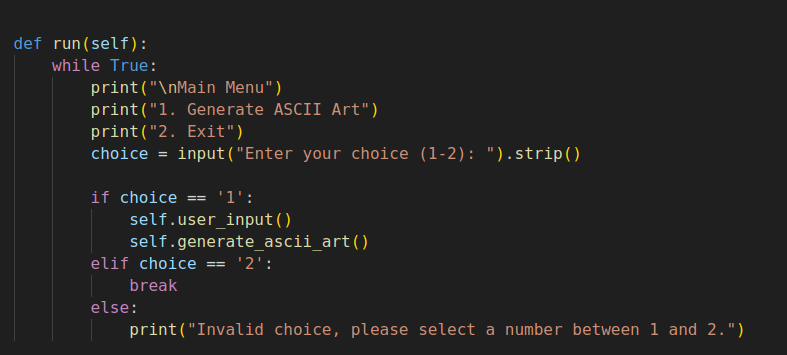 def run(self):
    while True:
        print("\nMain Menu")
        print("1. Generate ASCII Art")
        print("2. Exit")
        choice = input("Enter your choice (1-2): ").strip()

        if choice == '1':
            self.user_input()
            self.generate_ascii_art()
        elif choice == '2':
            break
        else:
            print("Invalid choice, please select a number between 1 and 2.")